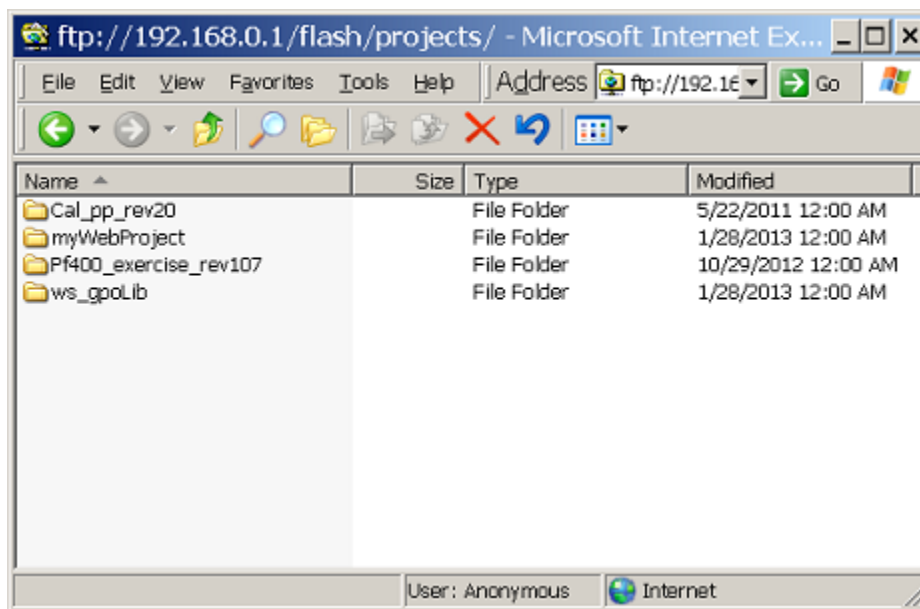 ftp://192.168.0.1/flash/projects/ - Microsoft Internet Ex...
File Edit View Favorites Tools Help Address ftp://192.16 Go
Name Size Type Modified
Cal_pp_rev20 File Folder 5/22/2011 12:00 AM
myWebProject File Folder 1/28/2013 12:00 AM
Pf400_exercise_rev107 File Folder 10/29/2012 12:00 AM
ws_gpoLib File Folder 1/28/2013 12:00 AM
User: Anonymous Internet